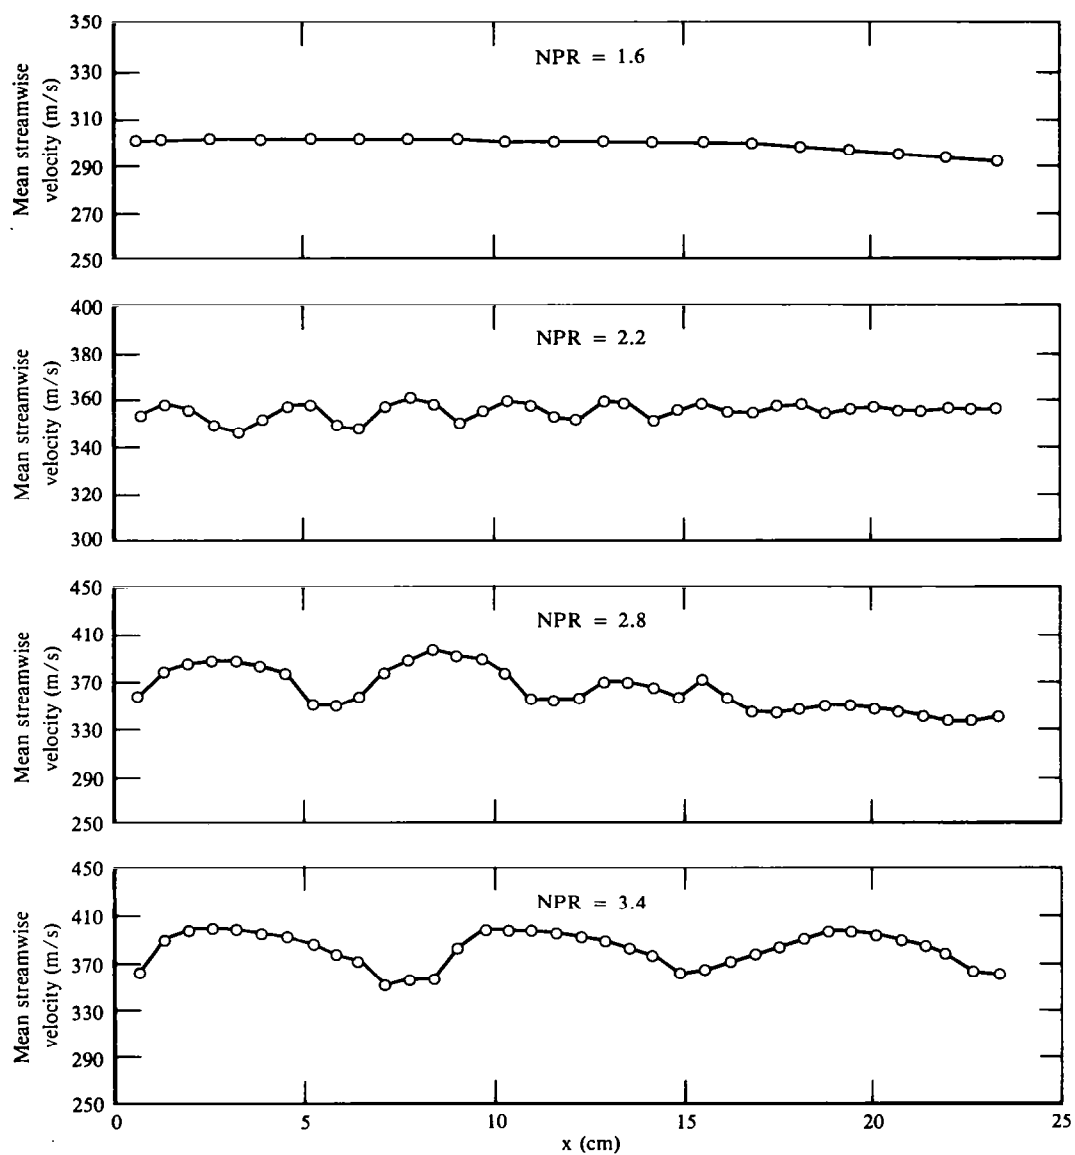 350
330
310
290
270
250
Mean streamwise
velocity (m/s)
NPR = 1.6
400
380
360
340
320
300
Mean streamwise
velocity (m/s)
NPR = 2.2
450
410
370
330
290
250
Mean streamwise
velocity (m/s)
NPR = 2.8
450
410
370
330
290
250
Mean streamwise
velocity (m/s)
NPR = 3.4
0 5 10 15 20 25
x (cm)